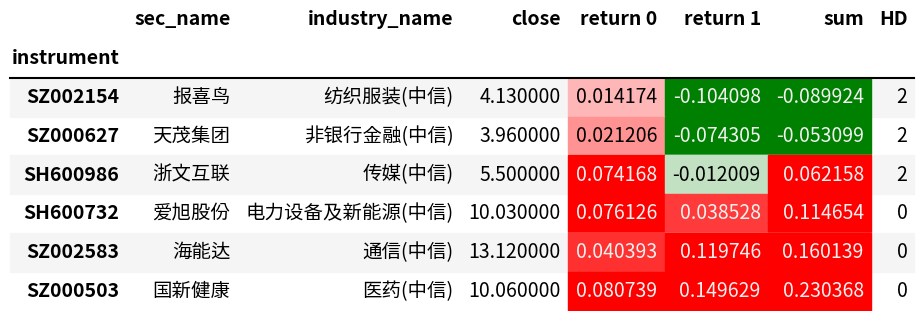 sec_name industry_name close return 0 return 1 sum HD
instrument
SZ002154 报喜鸟 纺织服装(中信) 4.130000 0.014174 -0.104098 -0.089924 2
SZ000627 天茂集团 非银行金融(中信) 3.960000 0.021206 -0.074305 -0.053099 2
SH600986 浙文互联 传媒(中信) 5.500000 0.074168 -0.012009 0.062158 2
SH600732 爱旭股份 电力设备及新能源(中信) 10.030000 0.076126 0.038528 0.114654 0
SZ002583 海能达 通信(中信) 13.120000 0.040393 0.119746 0.160139 0
SZ000503 国新健康 医药(中信) 10.060000 0.080739 0.149629 0.230368 0